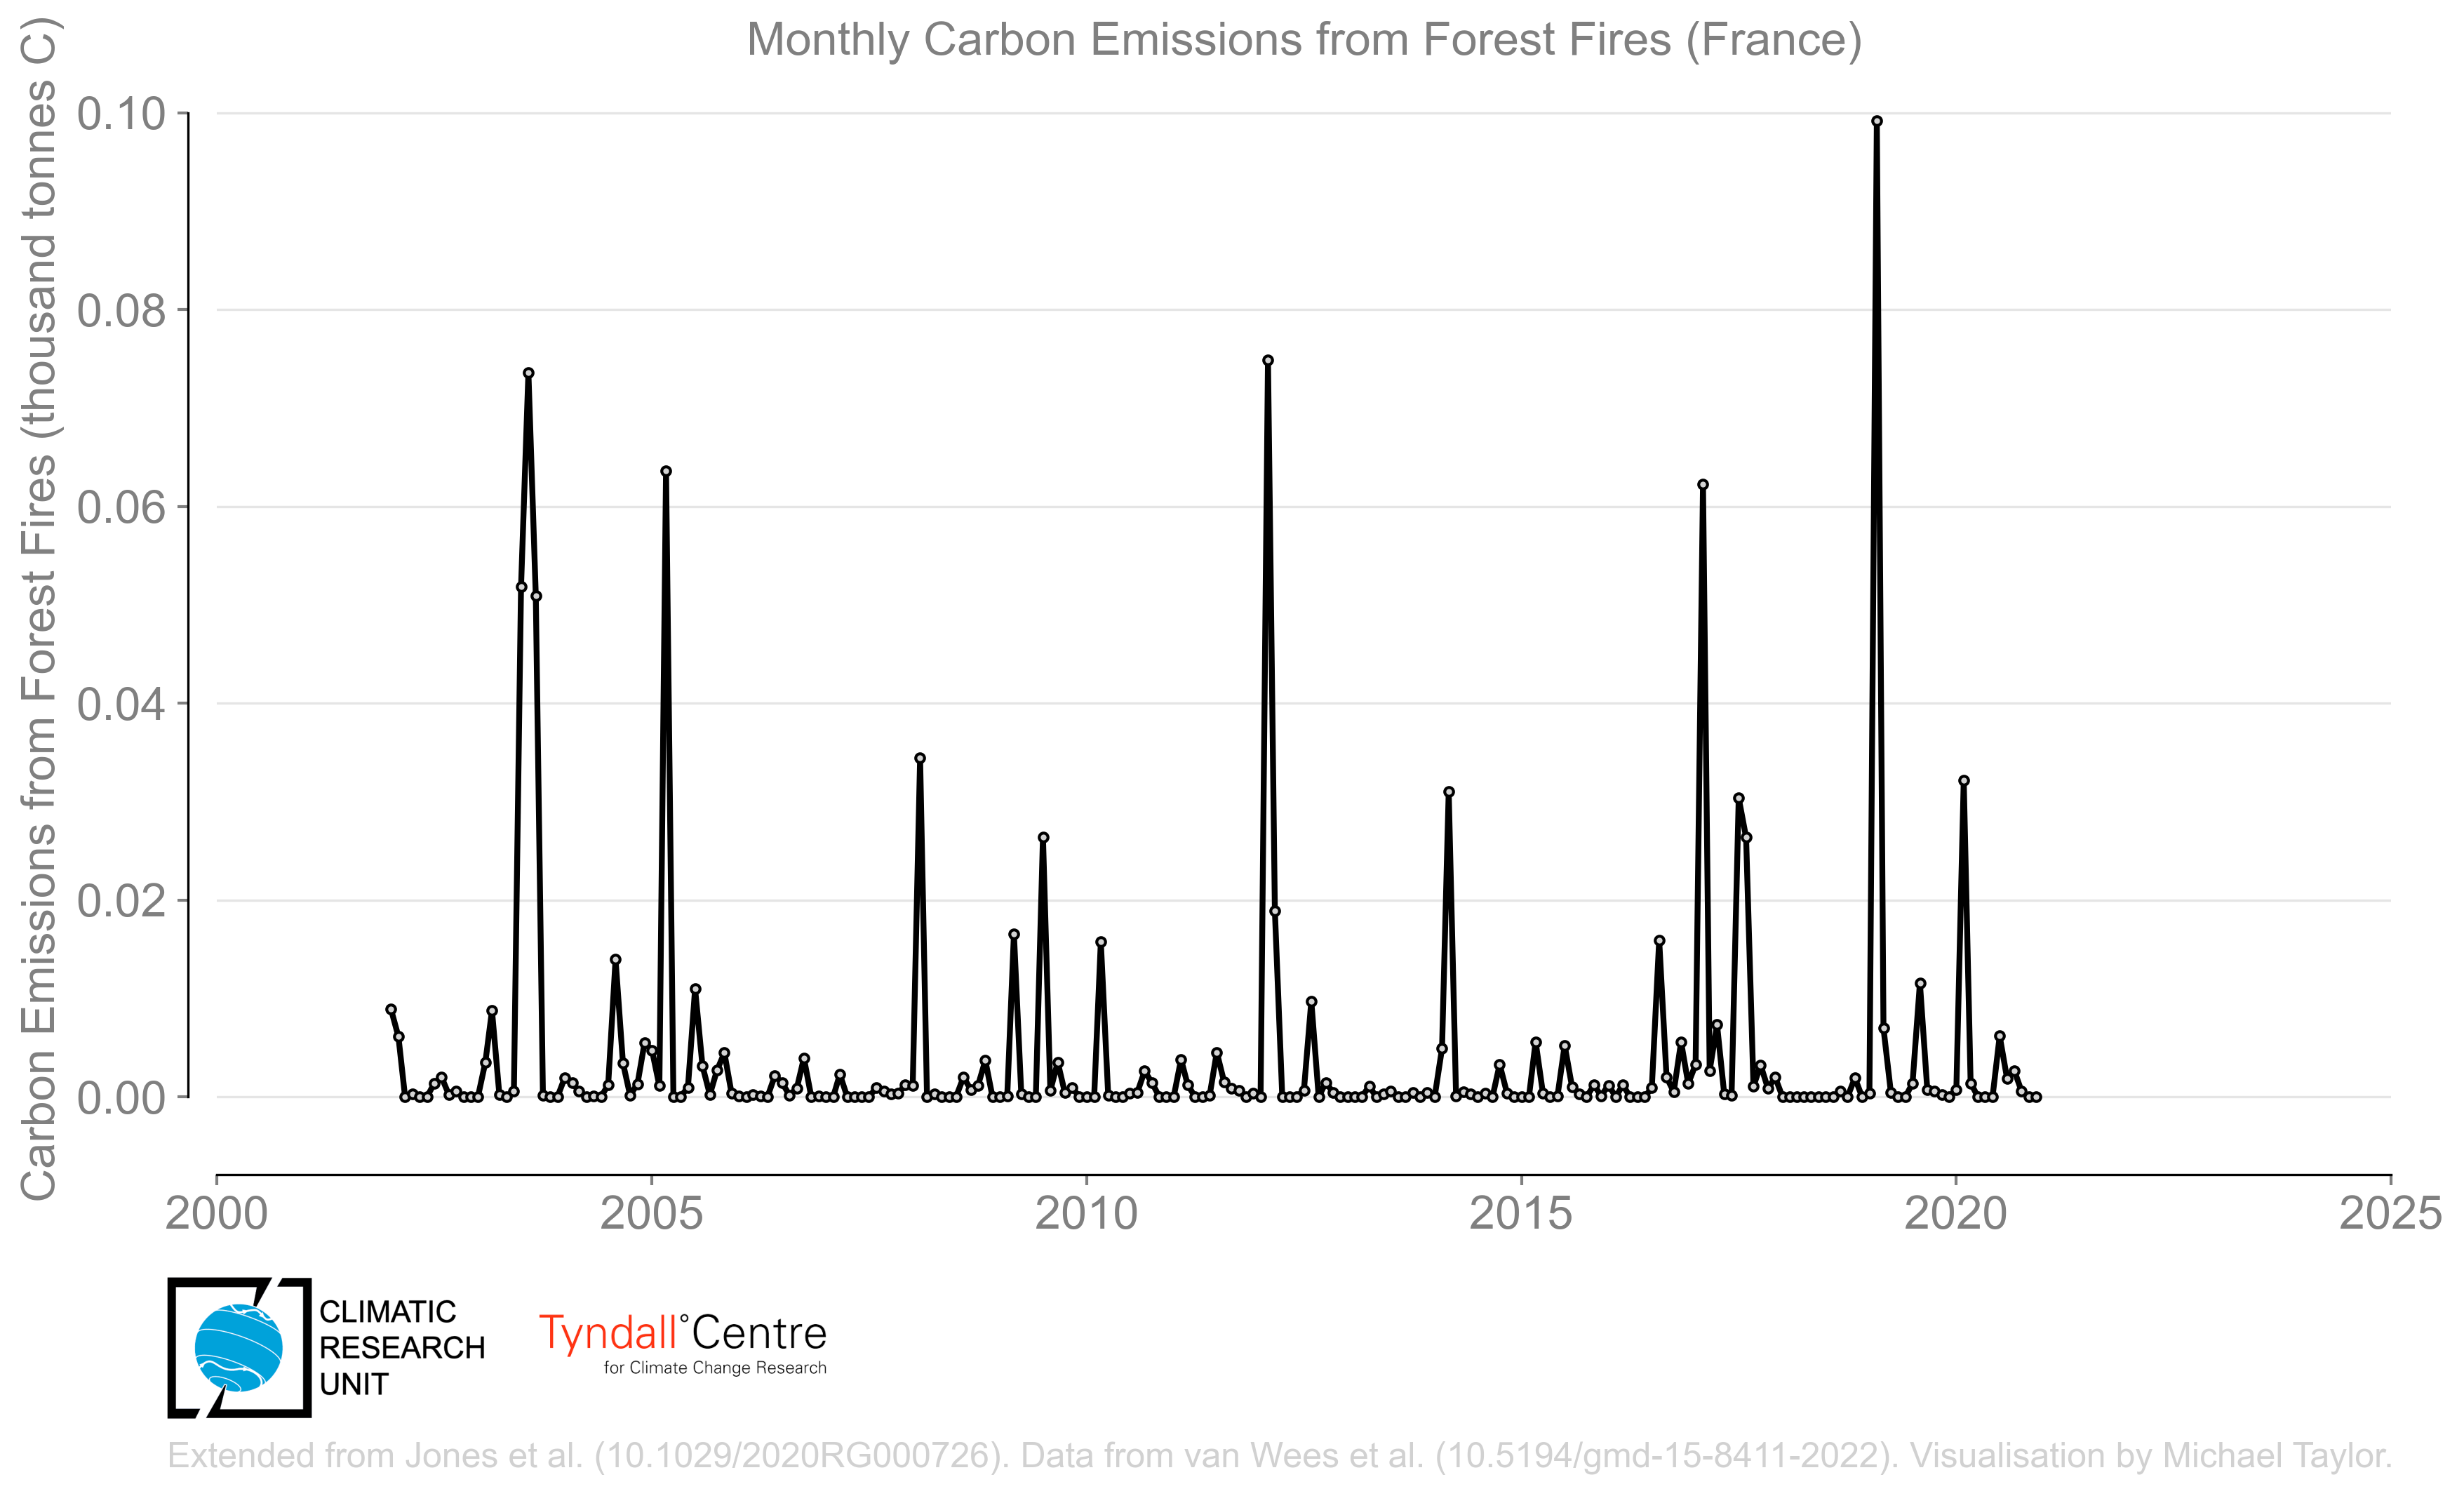 Monthly Carbon Emissions from Forest Fires (France)
Carbon Emissions from Forest Fires (thousand tonnes C)
0.10
0.08
0.06
0.04
0.02
0.00
2000 2005 2010 2015 2020 2025
CLIMATIC
RESEARCH
UNIT
Tyndall°Centre
for Climate Change Research
Extended from Jones et al. (10.1029/2020RG000726). Data from van Wees et al. (10.5194/gmd-15-8411-2022). Visualisation by Michael Taylor.